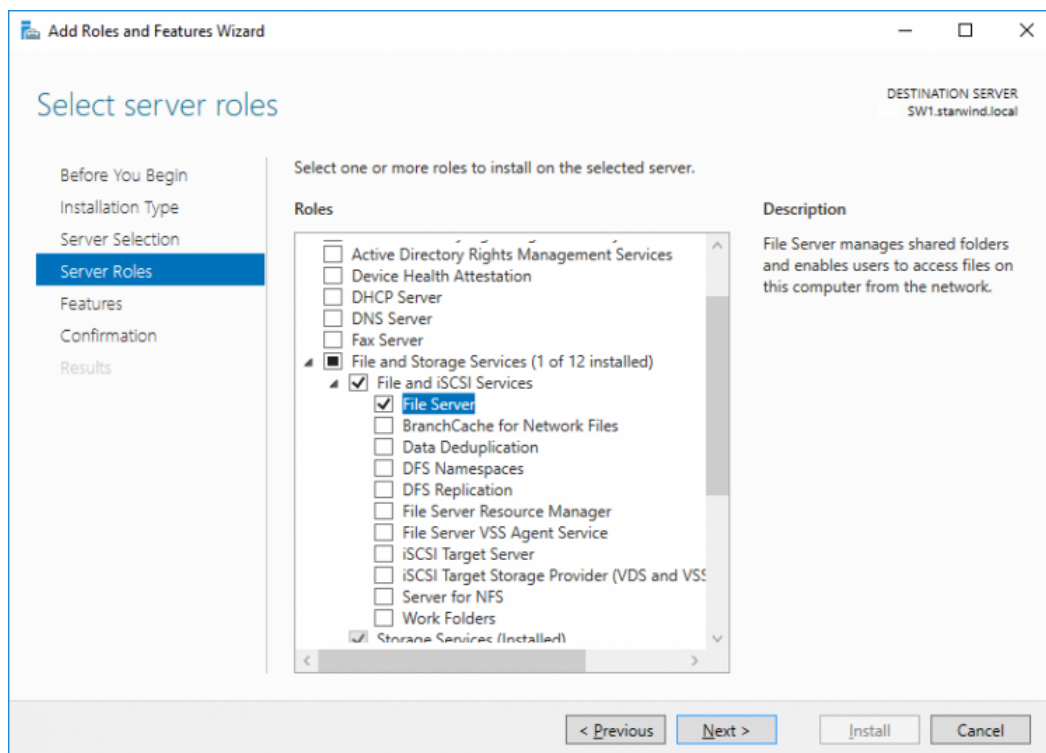 Add Roles and Features Wizard
Select server roles
DESTINATION SERVER
SW1.starwind.local
Before You Begin
Installation Type
Server Selection
Server Roles
Features
Confirmation
Results
Select one or more roles to install on the selected server.
Roles
Active Directory Rights Management Services
Device Health Attestation
DHCP Server
DNS Server
Fax Server
File and Storage Services (1 of 12 installed)
File and iSCSI Services
File Server
BranchCache for Network Files
Data Deduplication
DFS Namespaces
DFS Replication
File Server Resource Manager
File Server VSS Agent Service
iSCSI Target Server
iSCSI Target Storage Provider (VDS and VSS
Server for NFS
Work Folders
Storage Services (Installed)
Description
File Server manages shared folders
and enables users to access files on
this computer from the network.
< Previous
Next >
Install
Cancel